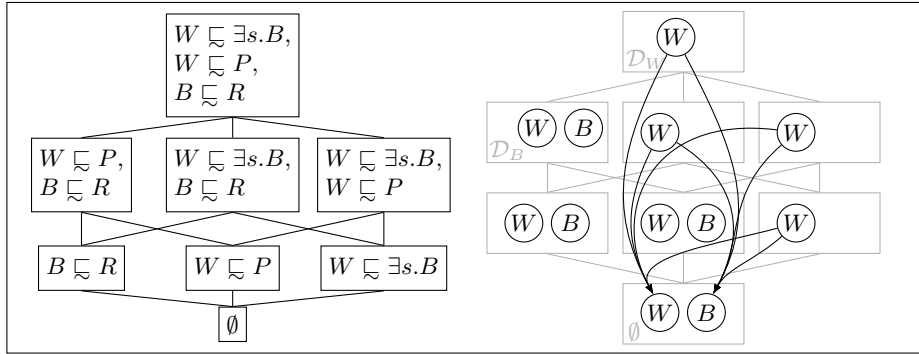 W ⊏∼ ∃s.B,
W ⊏∼ P,
B ⊏∼ R
W ⊏∼ P,
B ⊏∼ R
W ⊏∼ ∃s.B,
B ⊏∼ R
W ⊏∼ ∃s.B,
W ⊏∼ P
B ⊏∼ R
W ⊏∼ P
W ⊏∼ ∃s.B
∅
W
𝒟_W
W B W W
𝒟_B
W B W B W
W B
∅